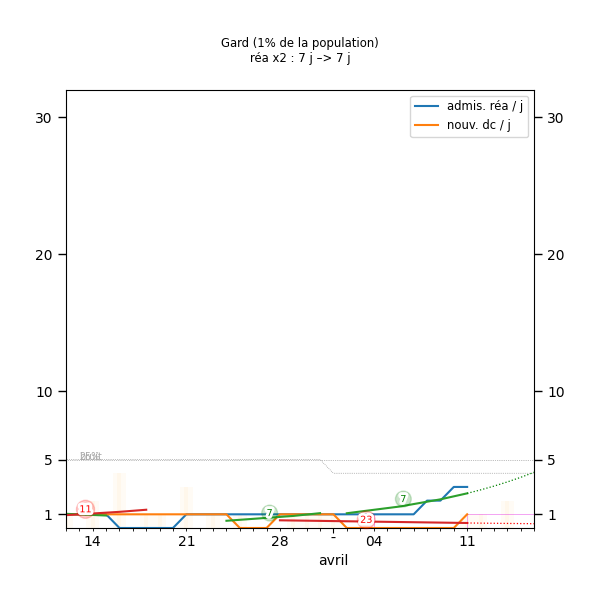 Gard (1% de la population)
réa x2 : 7 j –> 7 j
admis. réa / j
nouv. dc / j
30 30
20 20
10 10
5 5
1 1
11
7
7
23
14 21 28 - 04 11
avril